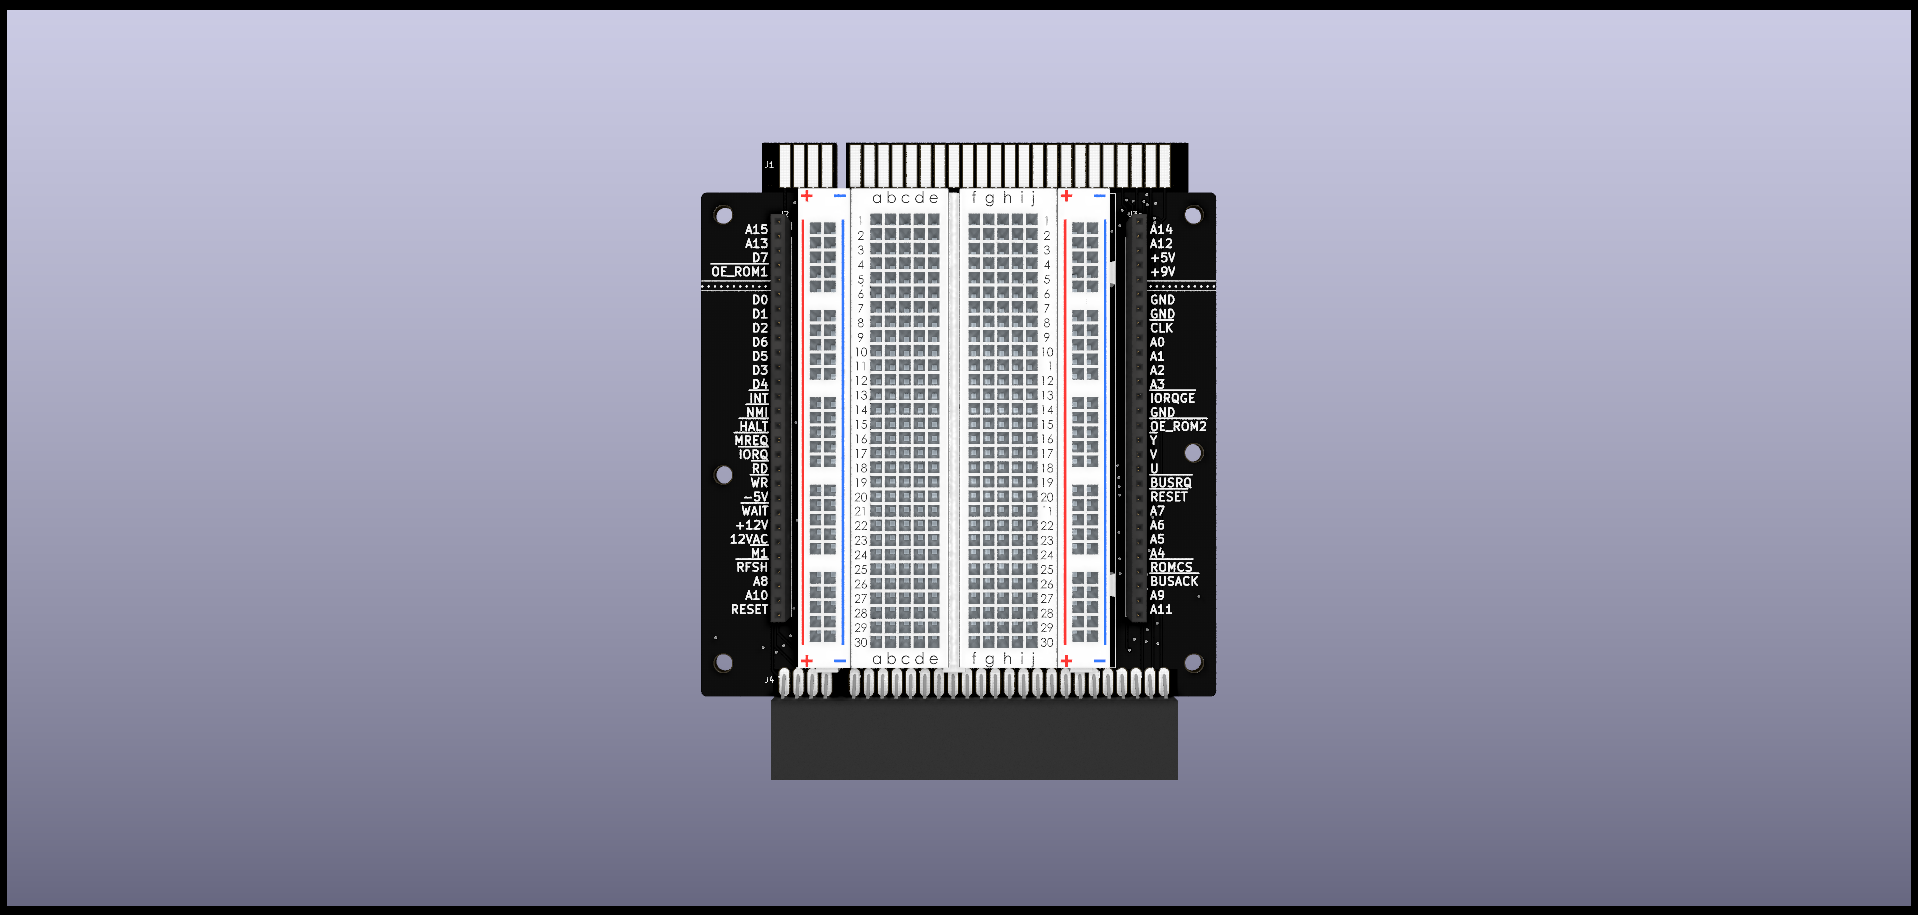 J1
+ − + −
a b c d e f g h i j
J2
J3
A15
A13
D7
OE_ROM1
D0
D1
D2
D6
D5
D3
D4
INT
NMI
HALT
MREQ
IORQ
RD
WR
−5V
WAIT
+12V
12VAC
M1
RFSH
A8
A10
RESET
1
2
3
4
5
6
7
8
9
10
11
12
13
14
15
16
17
18
19
20
21
22
23
24
25
26
27
28
29
30
1
2
3
4
5
6
7
8
9
10
1
12
13
14
15
16
17
18
19
20
1
22
23
24
25
26
27
28
29
30
A14
A12
+5V
+9V
GND
GND
CLK
A0
A1
A2
A3
IORQGE
GND
OE_ROM2
Y
V
U
BUSRQ
RESET
A7
A6
A5
A4
ROMCS
BUSACK
A9
A11
a b c d e f g h i j
+ − + −
J4